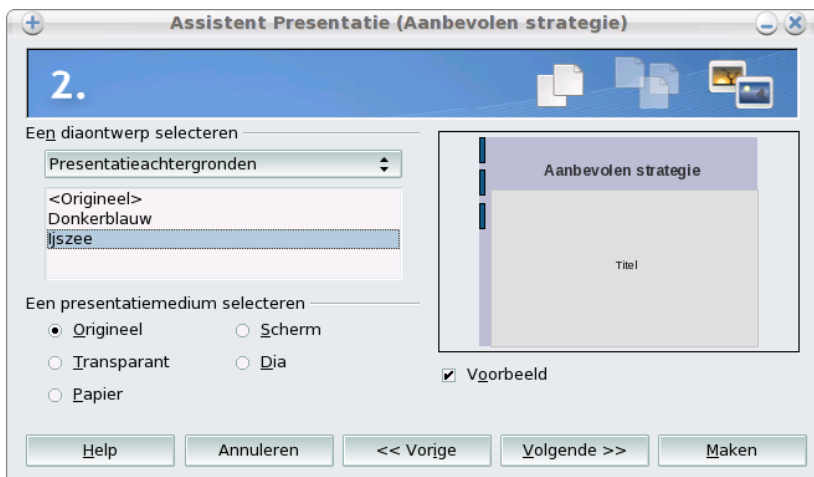 Assistent Presentatie (Aanbevolen strategie)
2.
Een diaontwerp selecteren
Presentatieachtergronden
<Origineel>
Donkerblauw
Ijszee
Aanbevolen strategie
Titel
Een presentatiemedium selecteren
Origineel
Scherm
Transparant
Dia
Papier
Voorbeeld
Help
Annuleren
<< Vorige
Volgende >>
Maken